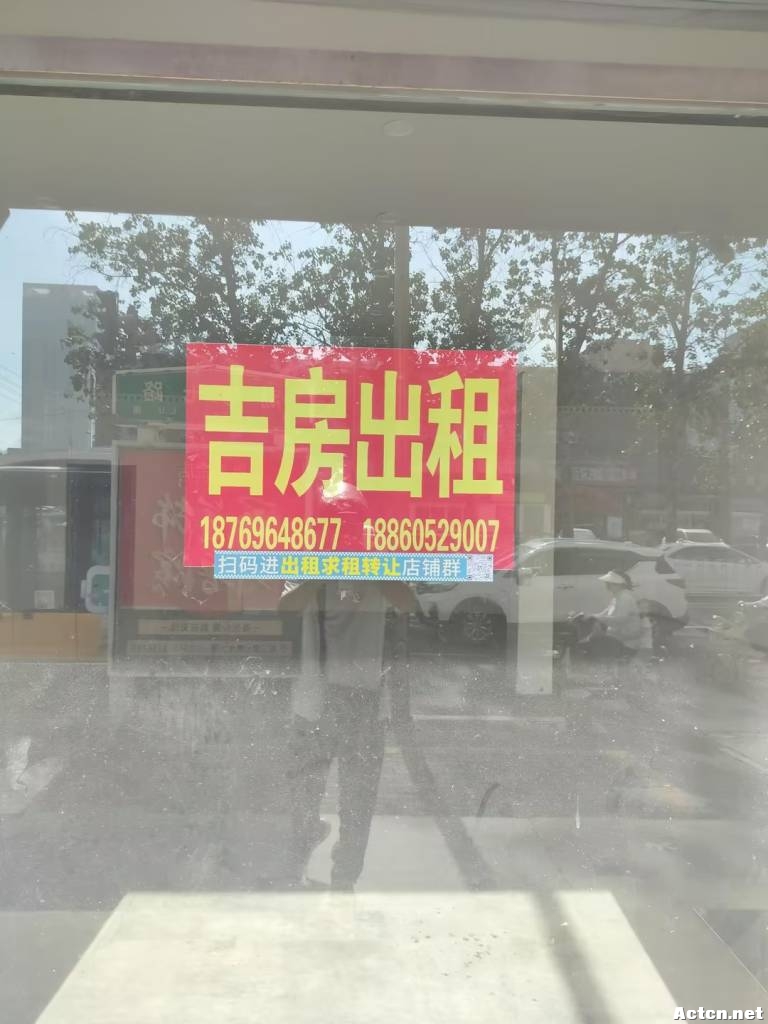 路
吉房出租
18769648677 18860529007
扫码进出租求租转让店铺群
Actcn.net